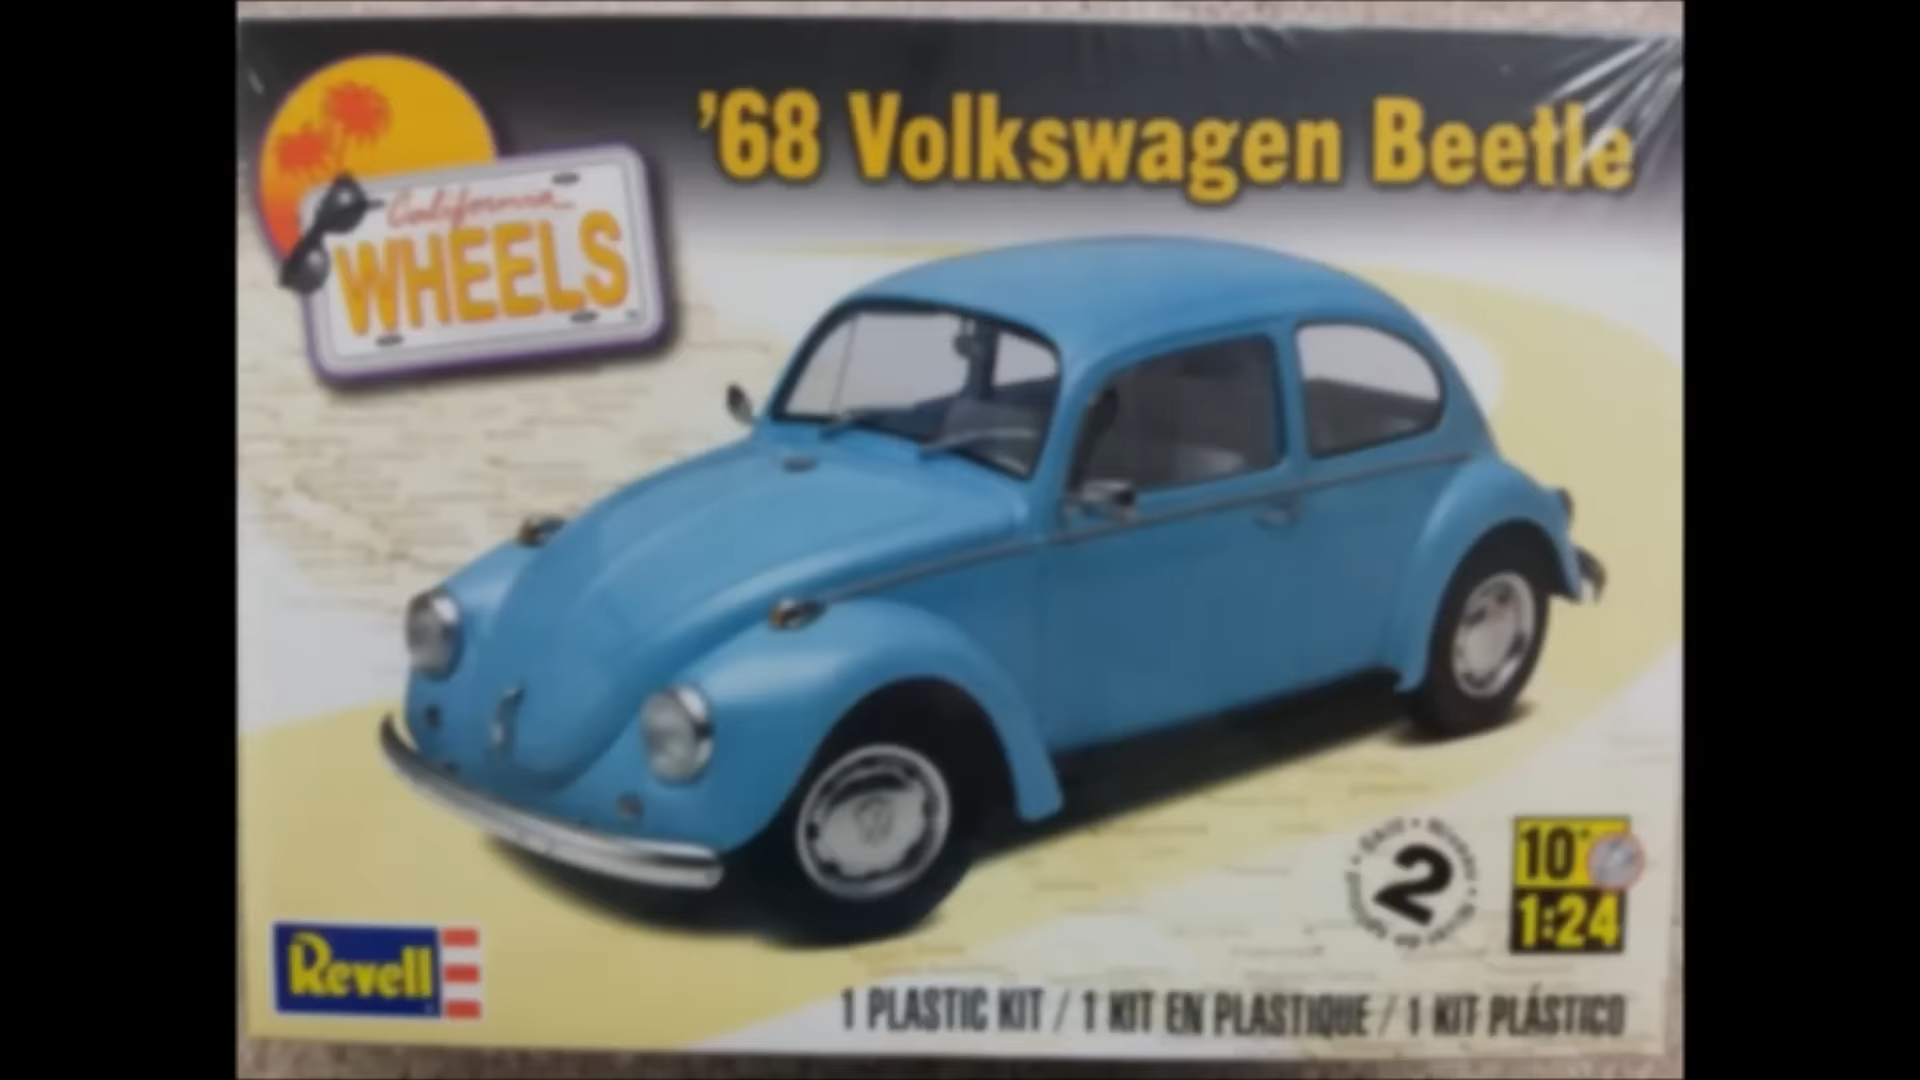 '68 Volkswagen Beetle
California
WHEELS
2
10+
1:24
Revell
1 PLASTIC KIT / 1 KIT EN PLASTIQUE / 1 KIT PLÁSTICO